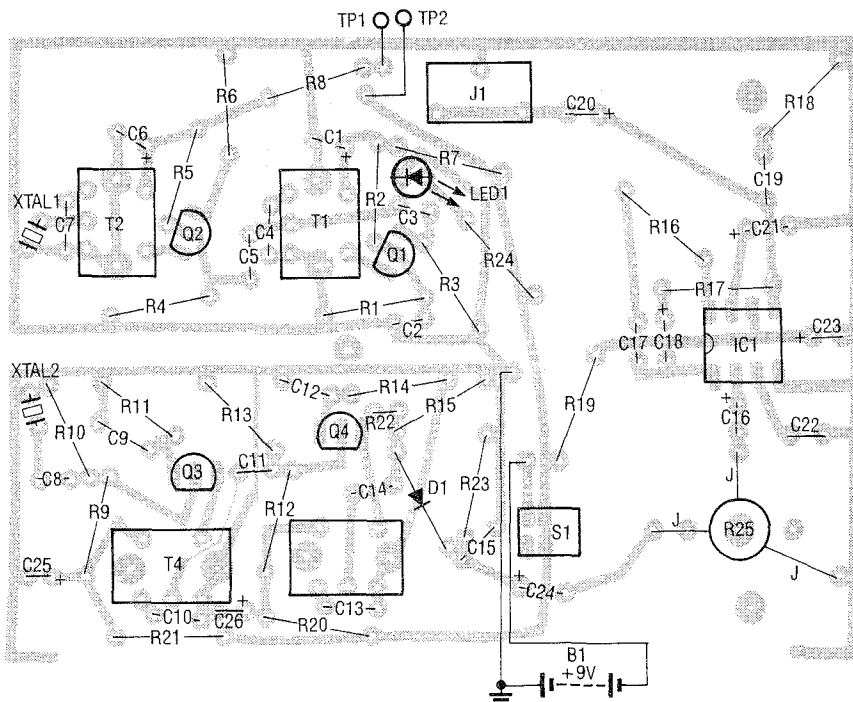 TP1 TP2
R8
R6
J1
C20
+
R18
C6
+
C1
+
R5
R7
C19
XTAL1
C7
T2
Q2
C4
T1
R2
C3
LED1
R16
+
-C21-
C5
Q1
R3
R24
R4
R1
C2
R17
+
C17
C18
IC1
+
C23
XTAL2
R11
C12
R14
R13
R22
R15
R19
+
C16
C22
R10
C9
Q4
-C8-
Q3
C11
R9
R12
-C14-
D1
R23
J
C25
+
T4
C15
S1
J
R25
J
-C10-
C26
+
-C13-
+
-C24-
R21
R20
B1
+9V